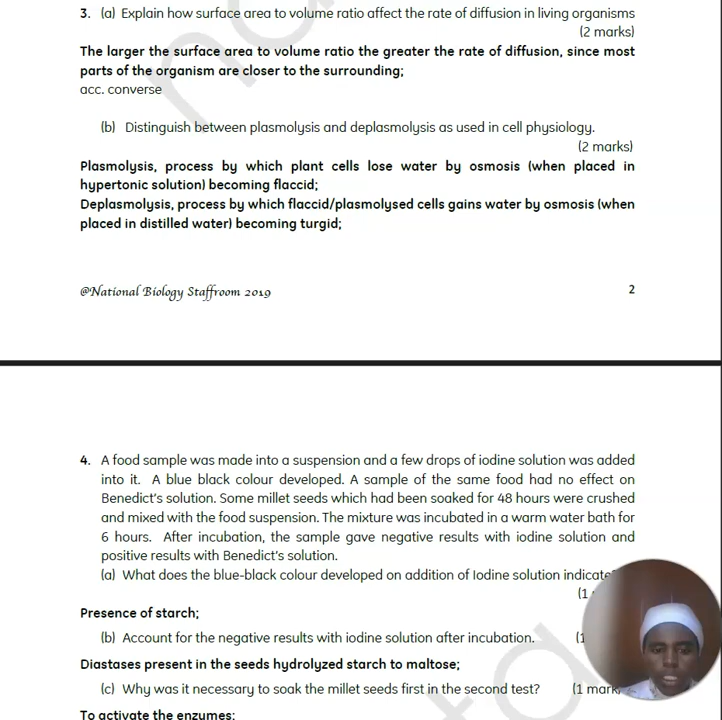 3. (a) Explain how surface area to volume ratio affect the rate of diffusion in living organisms
(2 marks)
The larger the surface area to volume ratio the greater the rate of diffusion, since most
parts of the organism are closer to the surrounding;
acc. converse
(b) Distinguish between plasmolysis and deplasmolysis as used in cell physiology.
(2 marks)
Plasmolysis, process by which plant cells lose water by osmosis (when placed in
hypertonic solution) becoming flaccid;
Deplasmolysis, process by which flaccid/plasmolysed cells gains water by osmosis (when
placed in distilled water) becoming turgid;
@National Biology Staffroom 2019 2
4. A food sample was made into a suspension and a few drops of iodine solution was added
into it. A blue black colour developed. A sample of the same food had no effect on
Benedict's solution. Some millet seeds which had been soaked for 48 hours were crushed
and mixed with the food suspension. The mixture was incubated in a warm water bath for
6 hours. After incubation, the sample gave negative results with iodine solution and
positive results with Benedict's solution.
(a) What does the blue-black colour developed on addition of Iodine solution indicate
(1
Presence of starch;
(b) Account for the negative results with iodine solution after incubation. (1
Diastases present in the seeds hydrolyzed starch to maltose;
(c) Why was it necessary to soak the millet seeds first in the second test? (1 mark
To activate the enzymes;